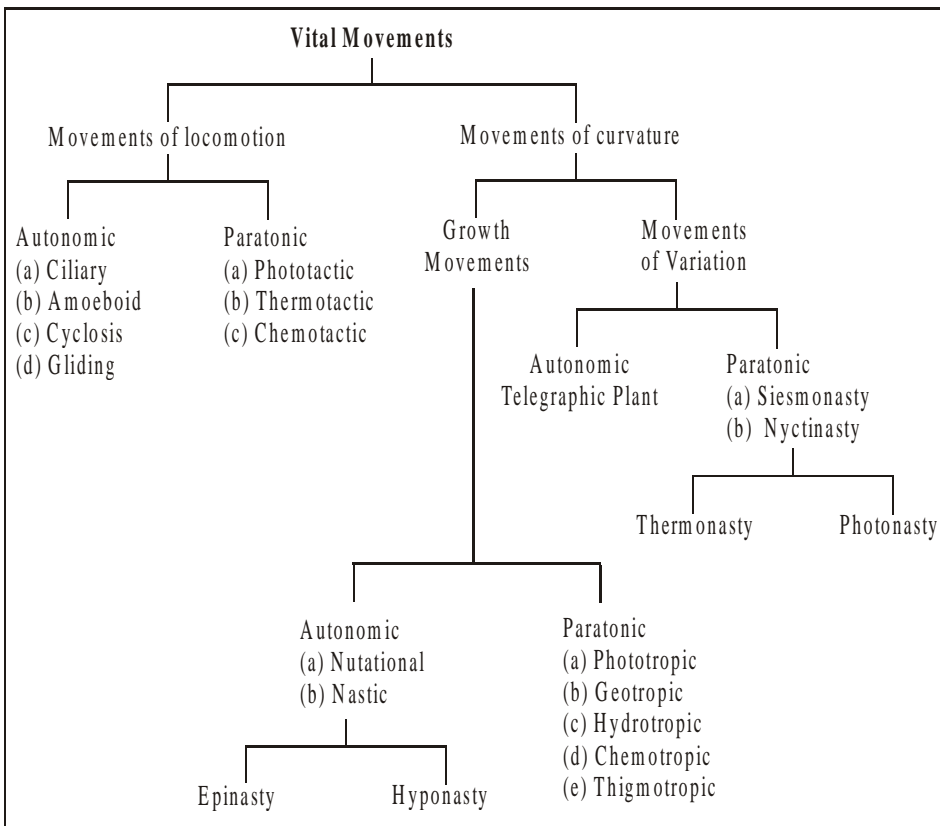 Vital Movements
Movements of locomotion
Movements of curvature
Autonomic
(a) Ciliary
(b) Amoeboid
(c) Cyclosis
(d) Gliding
Paratonic
(a) Phototactic
(b) Thermotactic
(c) Chemotactic
Growth
Movements
Movements
of Variation
Autonomic
Telegraphic Plant
Paratonic
(a) Siesmonasty
(b) Nyctinasty
Thermonasty
Photonasty
Autonomic
(a) Nutational
(b) Nastic
Epinasty
Hyponasty
Paratonic
(a) Phototropic
(b) Geotropic
(c) Hydrotropic
(d) Chemotropic
(e) Thigmotropic